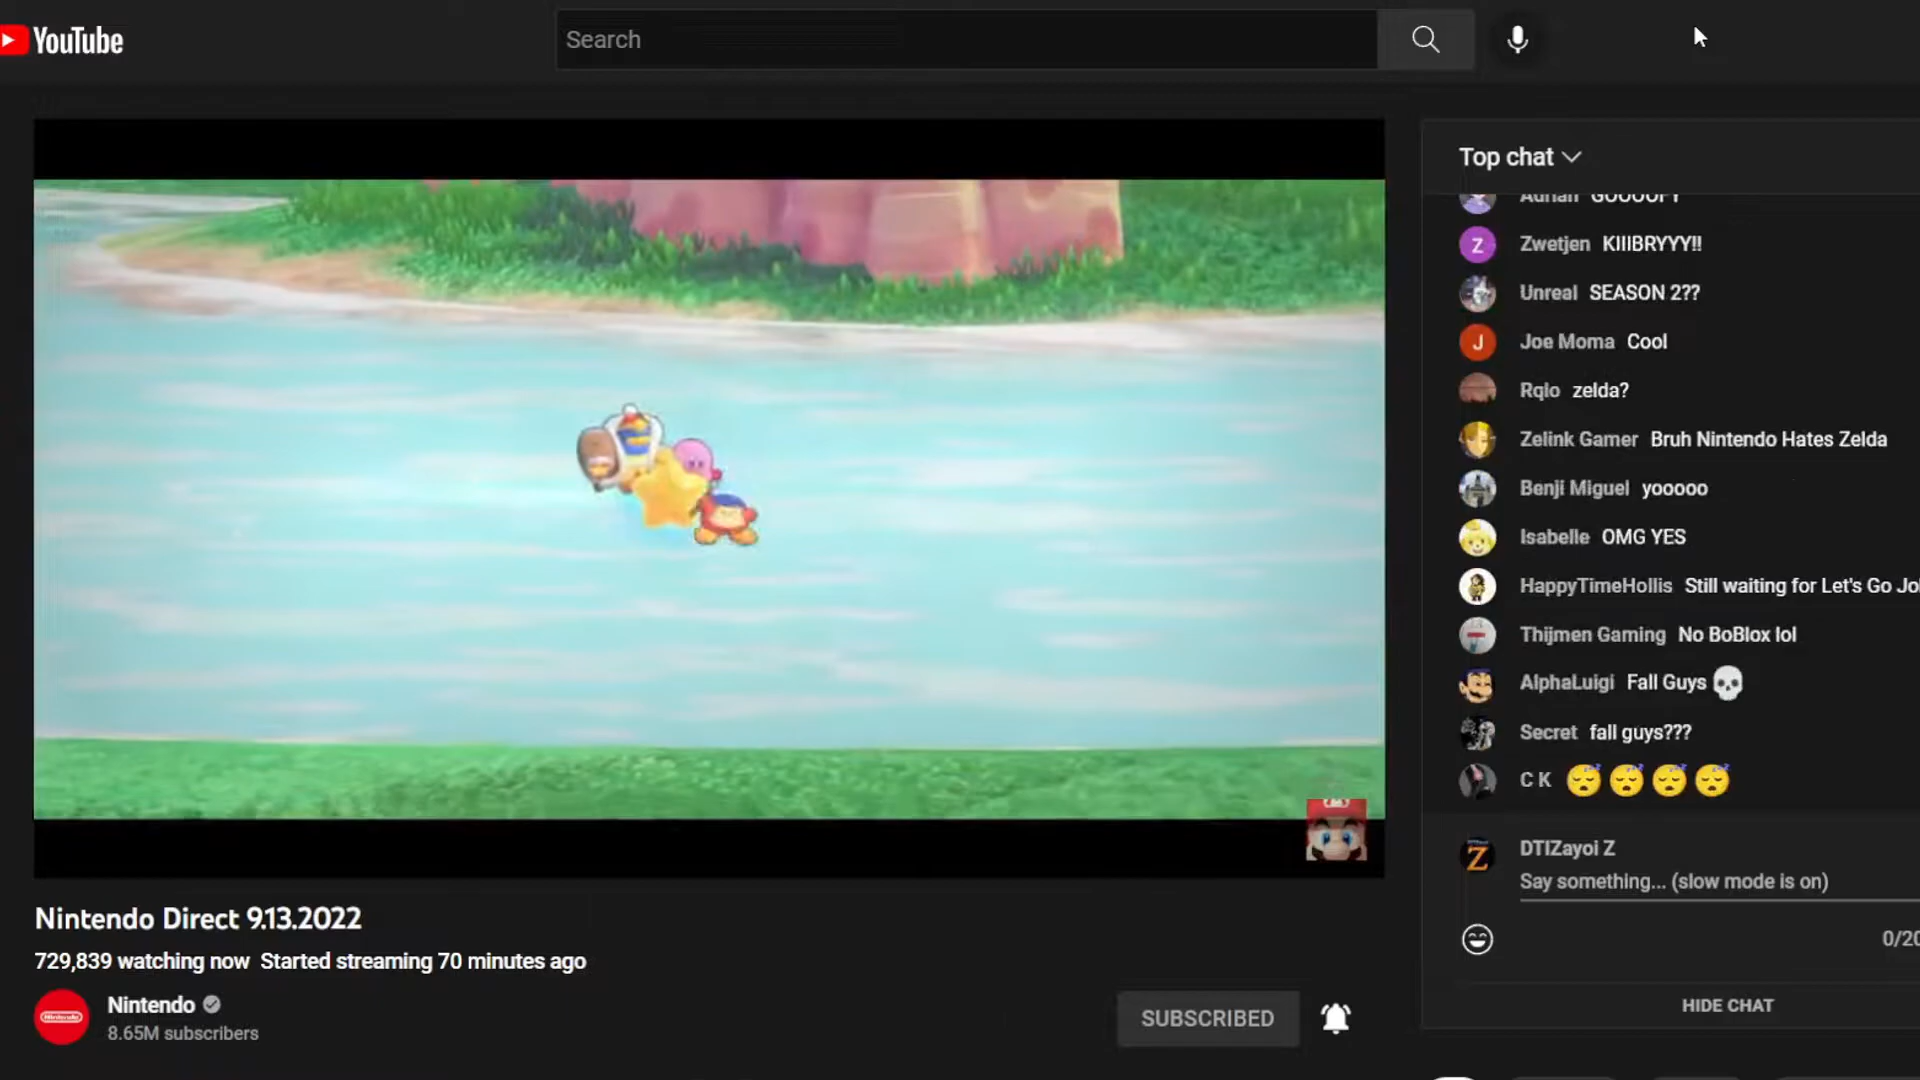 YouTube
Search
Top chat
Adrian GOOOOFY
Zwetjen KIIIBRYYY!!
Unreal SEASON 2??
Joe Moma Cool
Rqlo zelda?
Zelink Gamer Bruh Nintendo Hates Zelda
Benji Miguel yooooo
Isabelle OMG YES
HappyTimeHollis Still waiting for Let's Go Jo
Thijmen Gaming No BoBlox lol
AlphaLuigi Fall Guys 💀
Secret fall guys???
C K 😴 😴 😴 😴
DTIZayoi Z
Say something... (slow mode is on)
0/20
HIDE CHAT
Nintendo Direct 9.13.2022
729,839 watching now Started streaming 70 minutes ago
Nintendo
Nintendo
8.65M subscribers
SUBSCRIBED